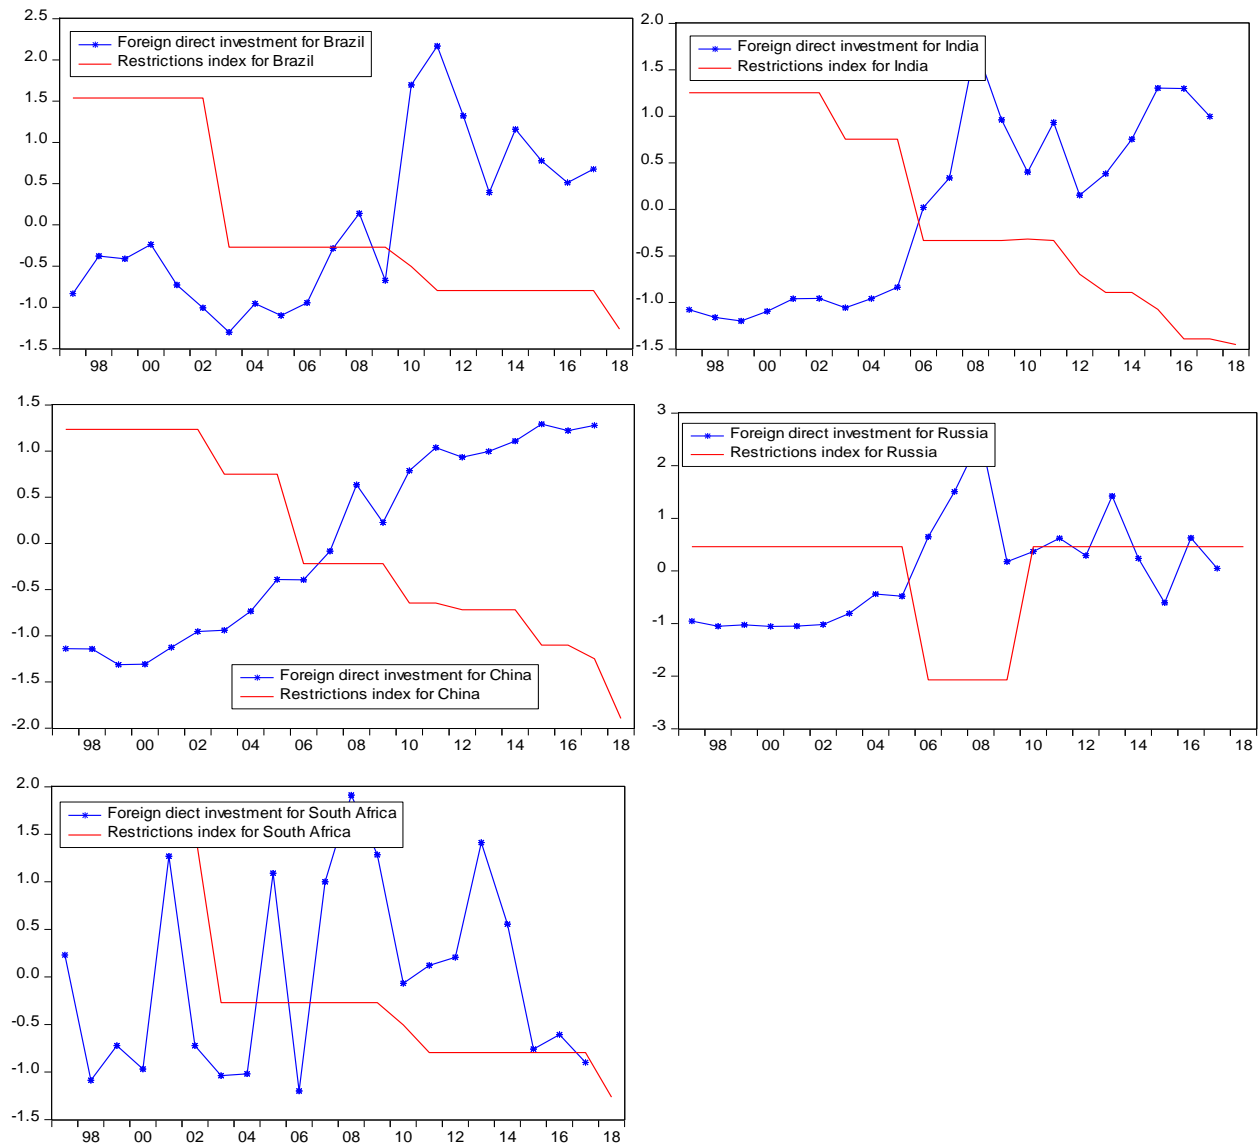 2.5
2.0
1.5
1.0
0.5
0.0
-0.5
-1.0
-1.5
Foreign direct investment for Brazil
Restrictions index for Brazil
98 00 02 04 06 08 10 12 14 16 18
2.0
1.5
1.0
0.5
0.0
-0.5
-1.0
-1.5
Foreign direct investment for India
Restrictions index for India
98 00 02 04 06 08 10 12 14 16 18
1.5
1.0
0.5
0.0
-0.5
-1.0
-1.5
-2.0
Foreign direct investment for China
Restrictions index for China
98 00 02 04 06 08 10 12 14 16 18
3
2
1
0
-1
-2
-3
Foreign direct investment for Russia
Restrictions index for Russia
98 00 02 04 06 08 10 12 14 16 18
2.0
1.5
1.0
0.5
0.0
-0.5
-1.0
-1.5
Foreign diect investment for South Africa
Restrictions index for South Africa
98 00 02 04 06 08 10 12 14 16 18